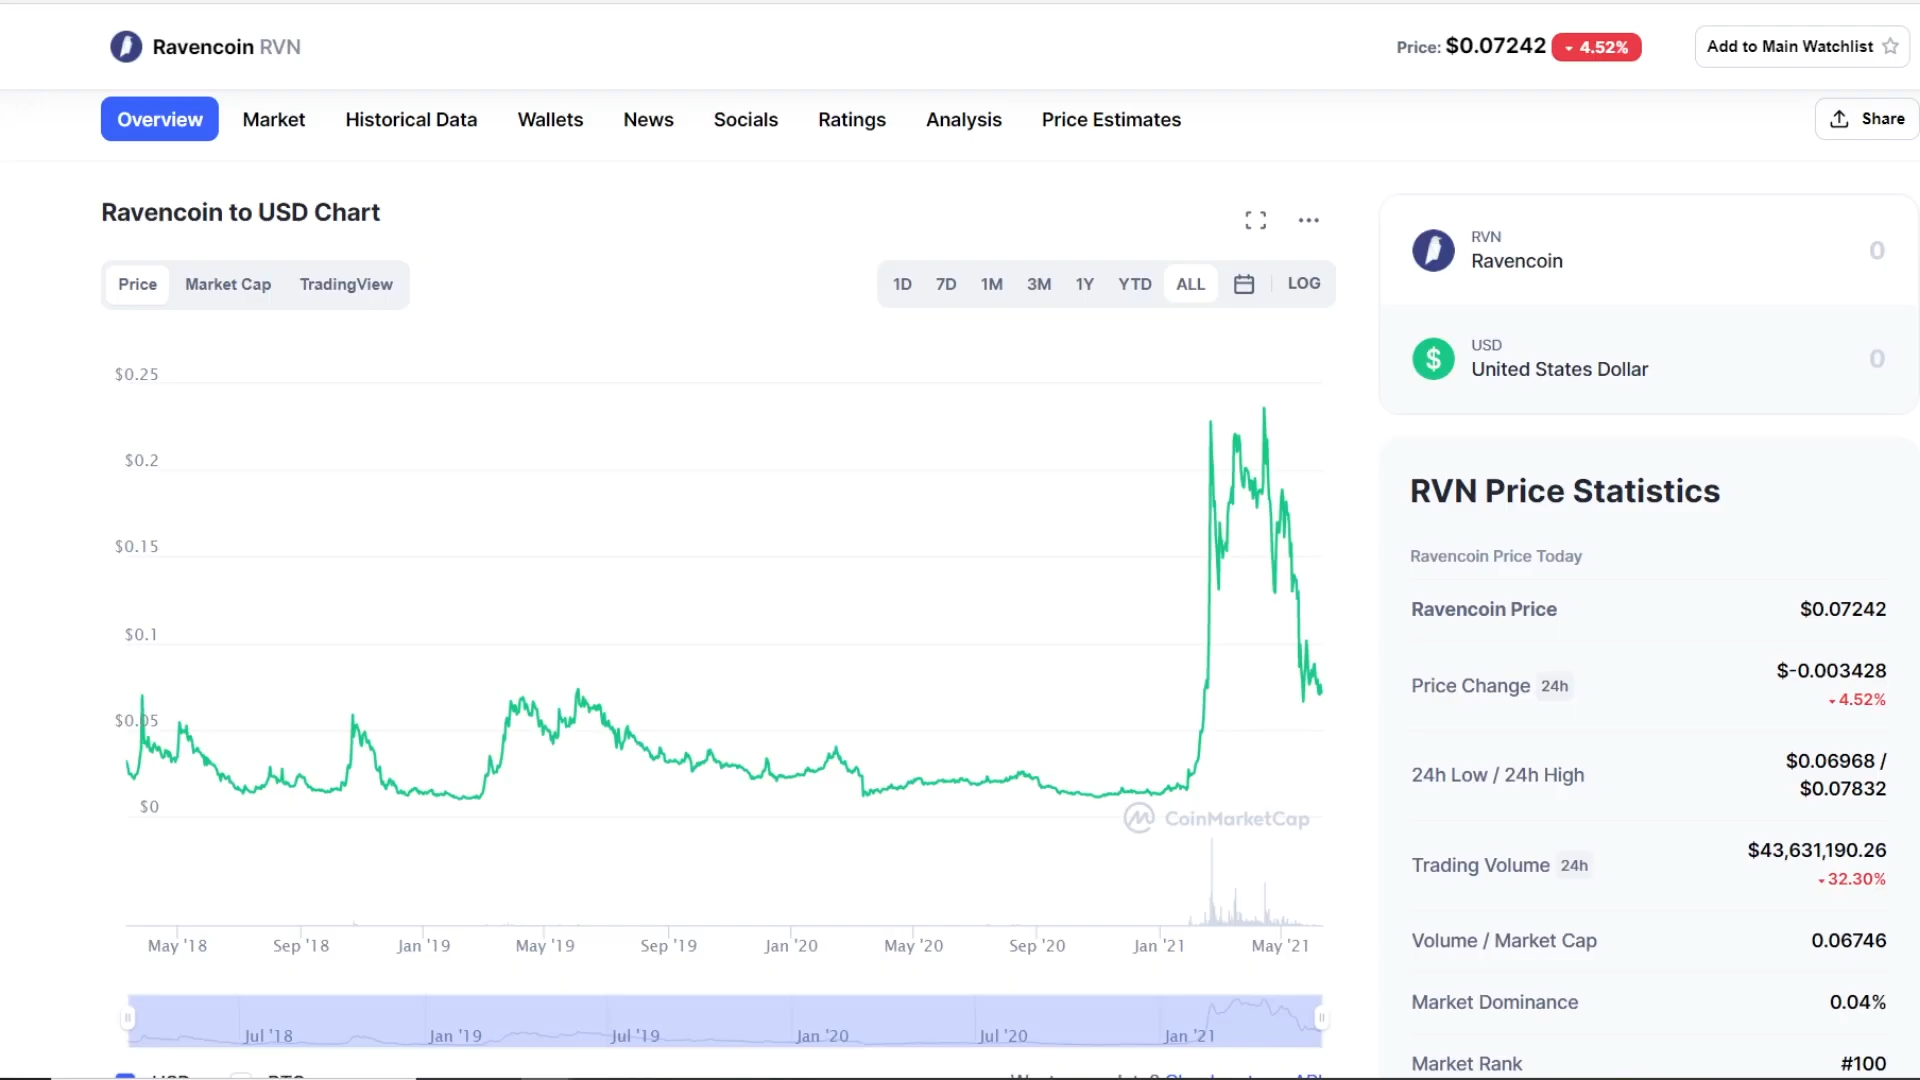 Ravencoin RVN
Price: $0.07242 4.52%
Add to Main Watchlist
Overview Market Historical Data Wallets News Socials Ratings Analysis Price Estimates
Share
Ravencoin to USD Chart
Price Market Cap TradingView
1D 7D 1M 3M 1Y YTD ALL LOG
$0.25
$0.2
$0.15
$0.1
$0.05
$0
CoinMarketCap
May '18 Sep '18 Jan '19 May '19 Sep '19 Jan '20 May '20 Sep '20 Jan '21 May '21
Jul '18 Jan '19 Jul '19 Jan '20 Jul '20 Jan '21
RVN
Ravencoin 0
USD
United States Dollar 0
RVN Price Statistics
Ravencoin Price Today
Ravencoin Price $0.07242
Price Change 24h $-0.003428
4.52%
24h Low / 24h High $0.06968 /
$0.07832
Trading Volume 24h $43,631,190.26
32.30%
Volume / Market Cap 0.06746
Market Dominance 0.04%
Market Rank #100